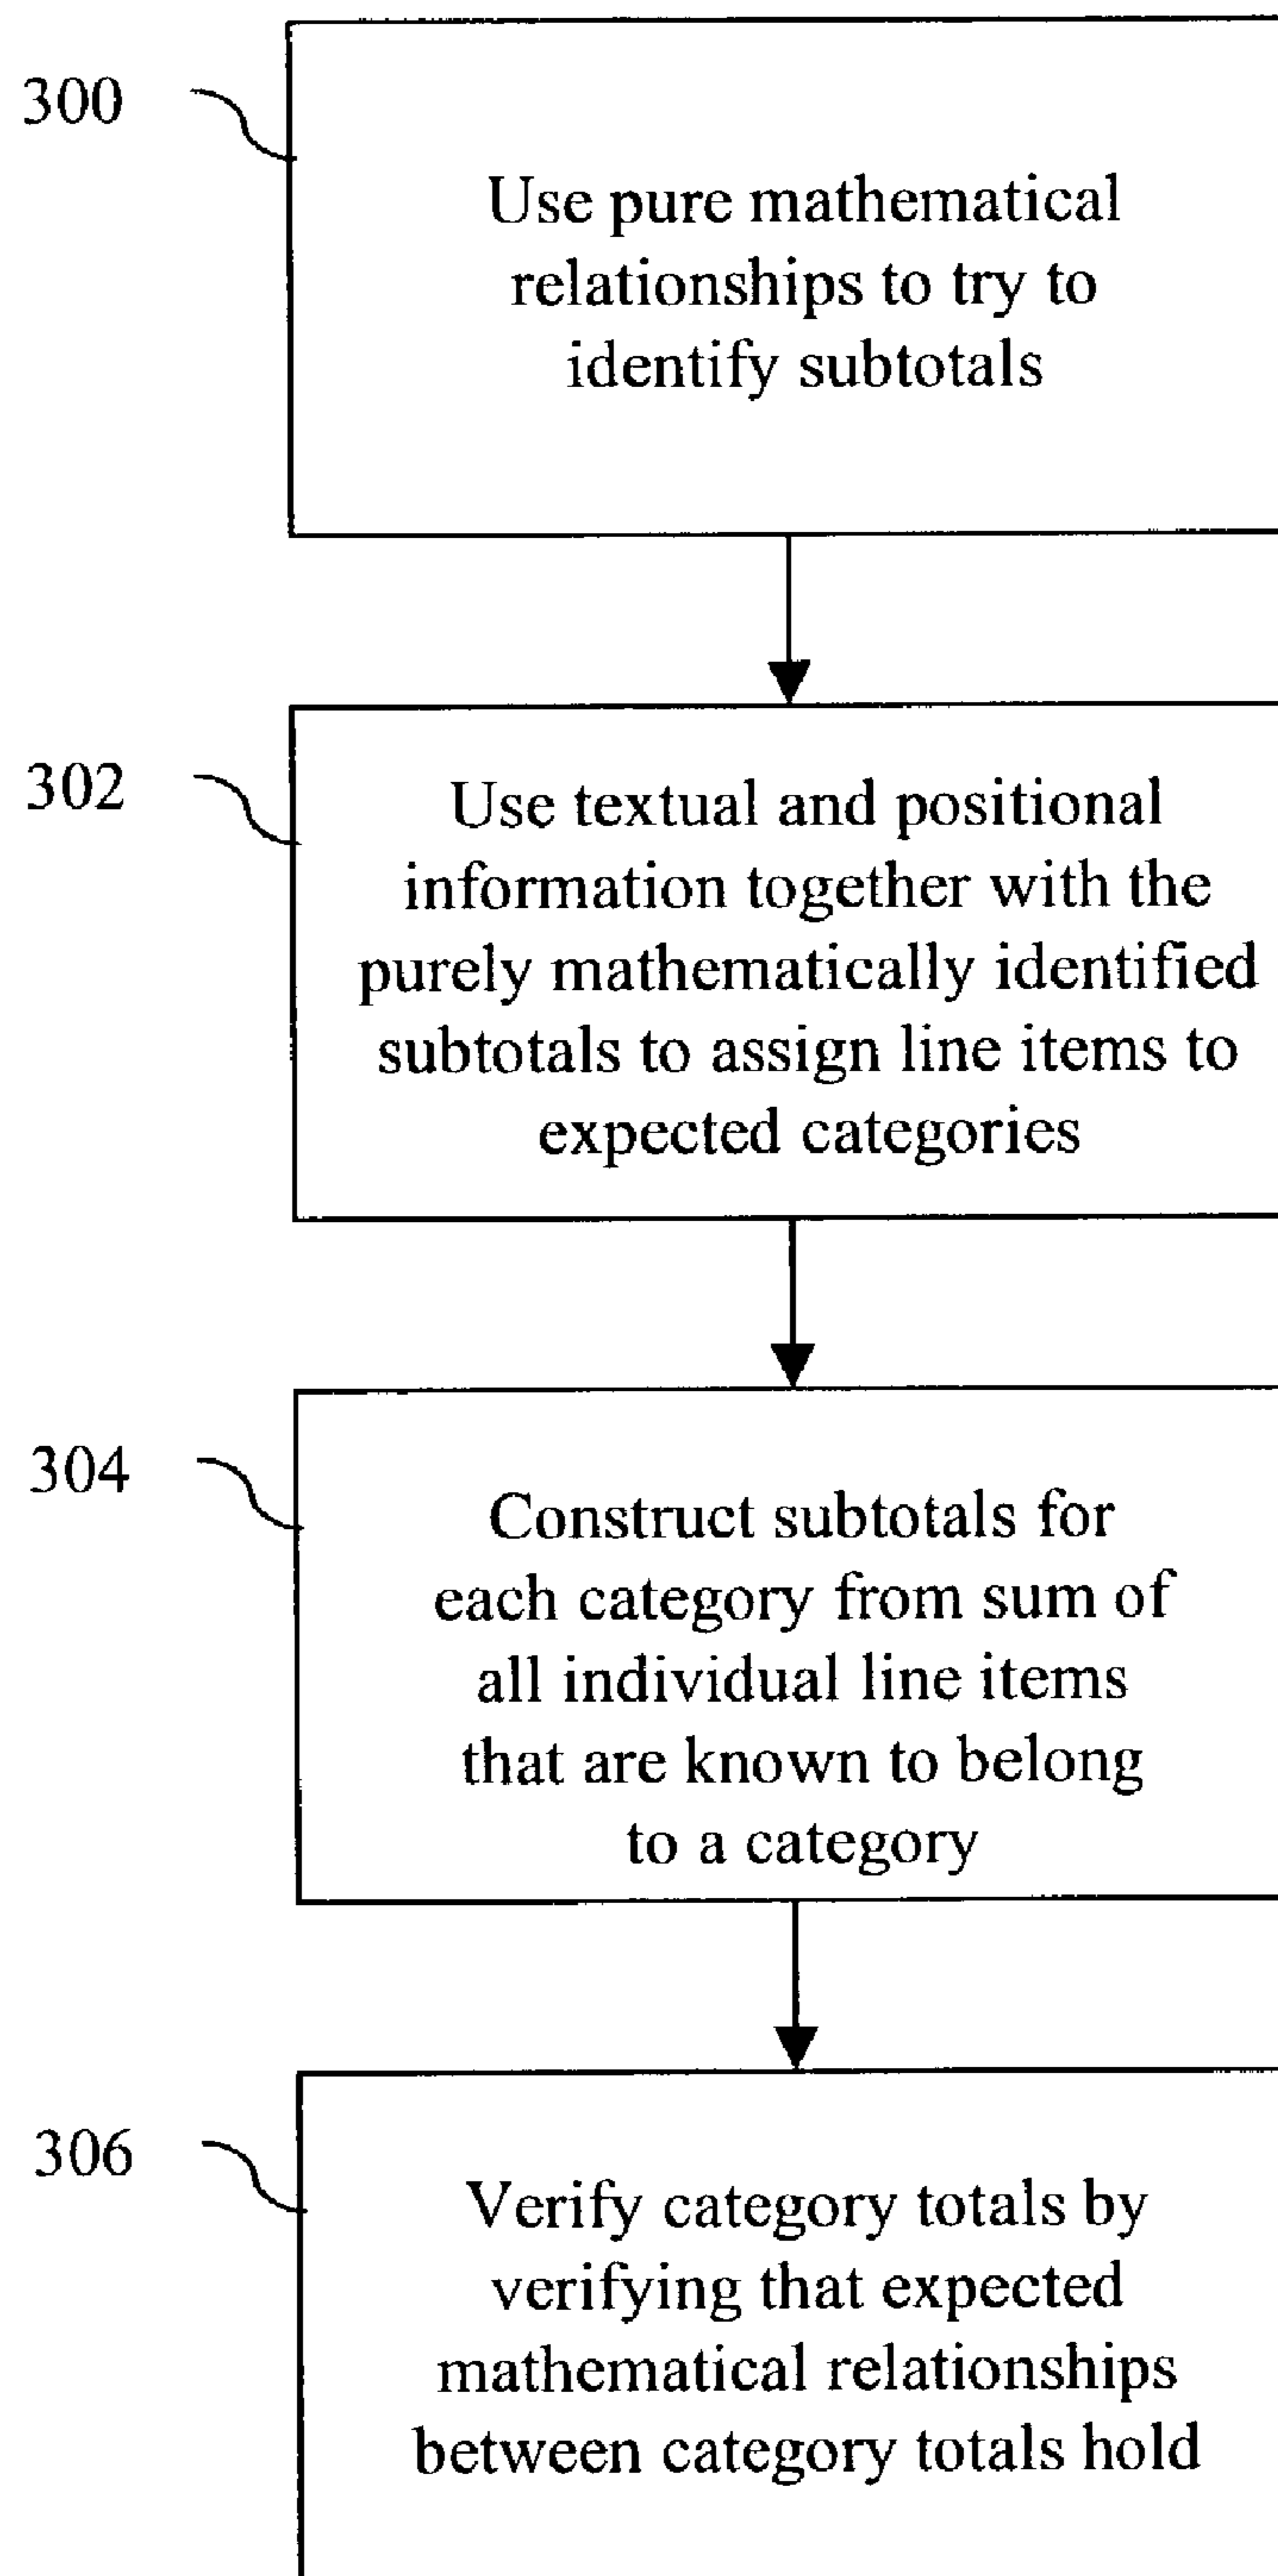 300
Use pure mathematical
relationships to try to
identify subtotals
302
Use textual and positional
information together with the
purely mathematically identified
subtotals to assign line items to
expected categories
304
Construct subtotals for
each category from sum of
all individual line items
that are known to belong
to a category
306
Verify category totals by
verifying that expected
mathematical relationships
between category totals hold